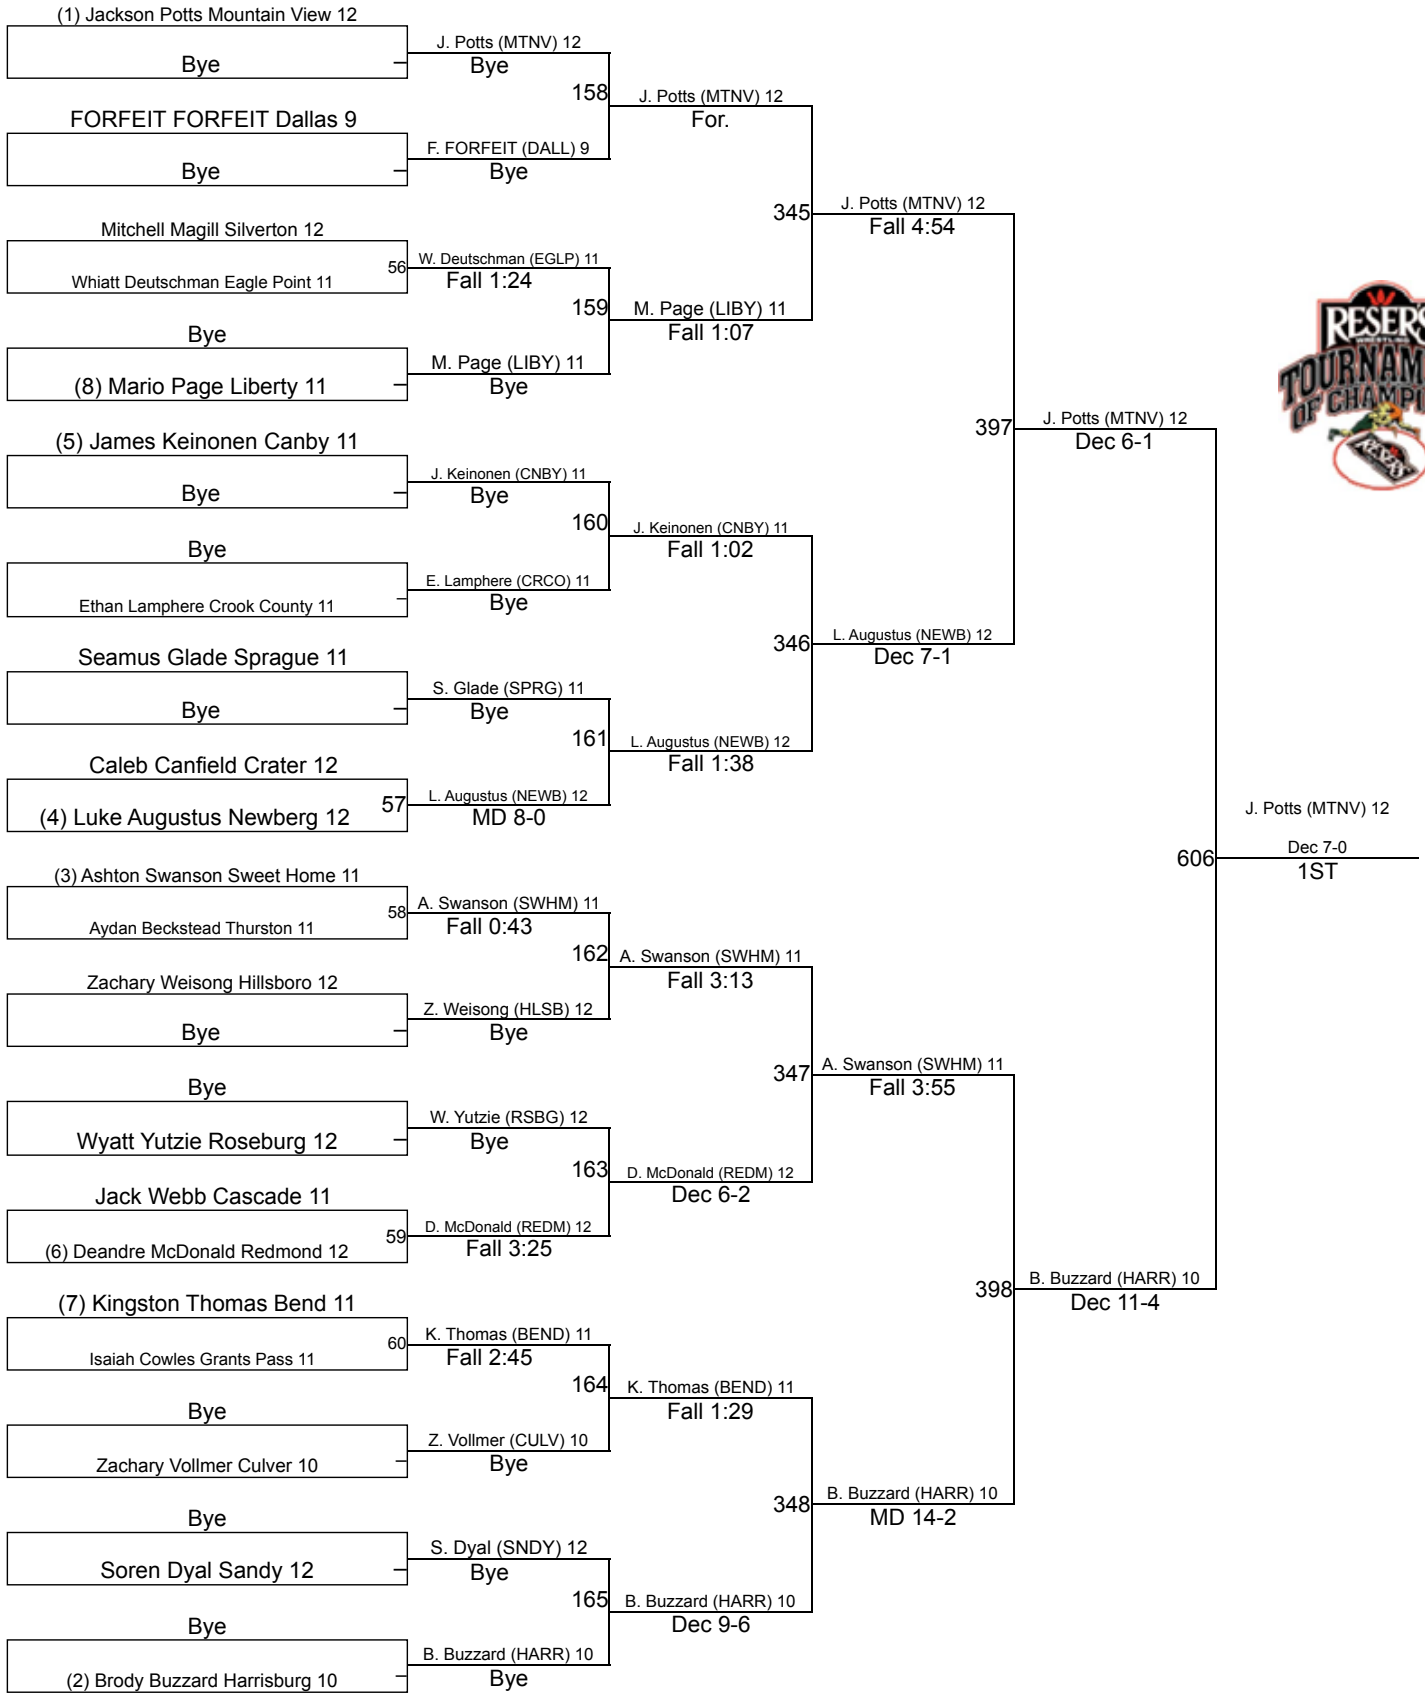 (1) Jackson Potts Mountain View 12
Bye
–
J. Potts (MTNV) 12
Bye
158
FORFEIT FORFEIT Dallas 9
Bye
–
F. FORFEIT (DALL) 9
Bye
J. Potts (MTNV) 12
For.
345
Mitchell Magill Silverton 12
Whiatt Deutschman Eagle Point 11
56
W. Deutschman (EGLP) 11
Fall 1:24
159
Bye
(8) Mario Page Liberty 11
–
M. Page (LIBY) 11
Bye
M. Page (LIBY) 11
Fall 1:07
J. Potts (MTNV) 12
Fall 4:54
397
(5) James Keinonen Canby 11
Bye
–
J. Keinonen (CNBY) 11
Bye
160
Bye
Ethan Lamphere Crook County 11
–
E. Lamphere (CRCO) 11
Bye
J. Keinonen (CNBY) 11
Fall 1:02
346
Seamus Glade Sprague 11
Bye
–
S. Glade (SPRG) 11
Bye
161
Caleb Canfield Crater 12
(4) Luke Augustus Newberg 12
57
L. Augustus (NEWB) 12
MD 8-0
L. Augustus (NEWB) 12
Fall 1:38
L. Augustus (NEWB) 12
Dec 7-1
J. Potts (MTNV) 12
Dec 6-1
606
(3) Ashton Swanson Sweet Home 11
Aydan Beckstead Thurston 11
58
A. Swanson (SWHM) 11
Fall 0:43
162
Zachary Weisong Hillsboro 12
Bye
–
Z. Weisong (HLSB) 12
Bye
A. Swanson (SWHM) 11
Fall 3:13
347
Bye
Wyatt Yutzie Roseburg 12
–
W. Yutzie (RSBG) 12
Bye
163
Jack Webb Cascade 11
(6) Deandre McDonald Redmond 12
59
D. McDonald (REDM) 12
Fall 3:25
D. McDonald (REDM) 12
Dec 6-2
A. Swanson (SWHM) 11
Fall 3:55
398
(7) Kingston Thomas Bend 11
Isaiah Cowles Grants Pass 11
60
K. Thomas (BEND) 11
Fall 2:45
164
Bye
Zachary Vollmer Culver 10
–
Z. Vollmer (CULV) 10
Bye
K. Thomas (BEND) 11
Fall 1:29
348
Bye
Soren Dyal Sandy 12
–
S. Dyal (SNDY) 12
Bye
165
Bye
(2) Brody Buzzard Harrisburg 10
–
B. Buzzard (HARR) 10
Bye
B. Buzzard (HARR) 10
Dec 9-6
B. Buzzard (HARR) 10
MD 14-2
B. Buzzard (HARR) 10
Dec 11-4
J. Potts (MTNV) 12
Dec 7-0
1ST
RESERS
WRESTLING
TOURNAM
OF CHAMPI